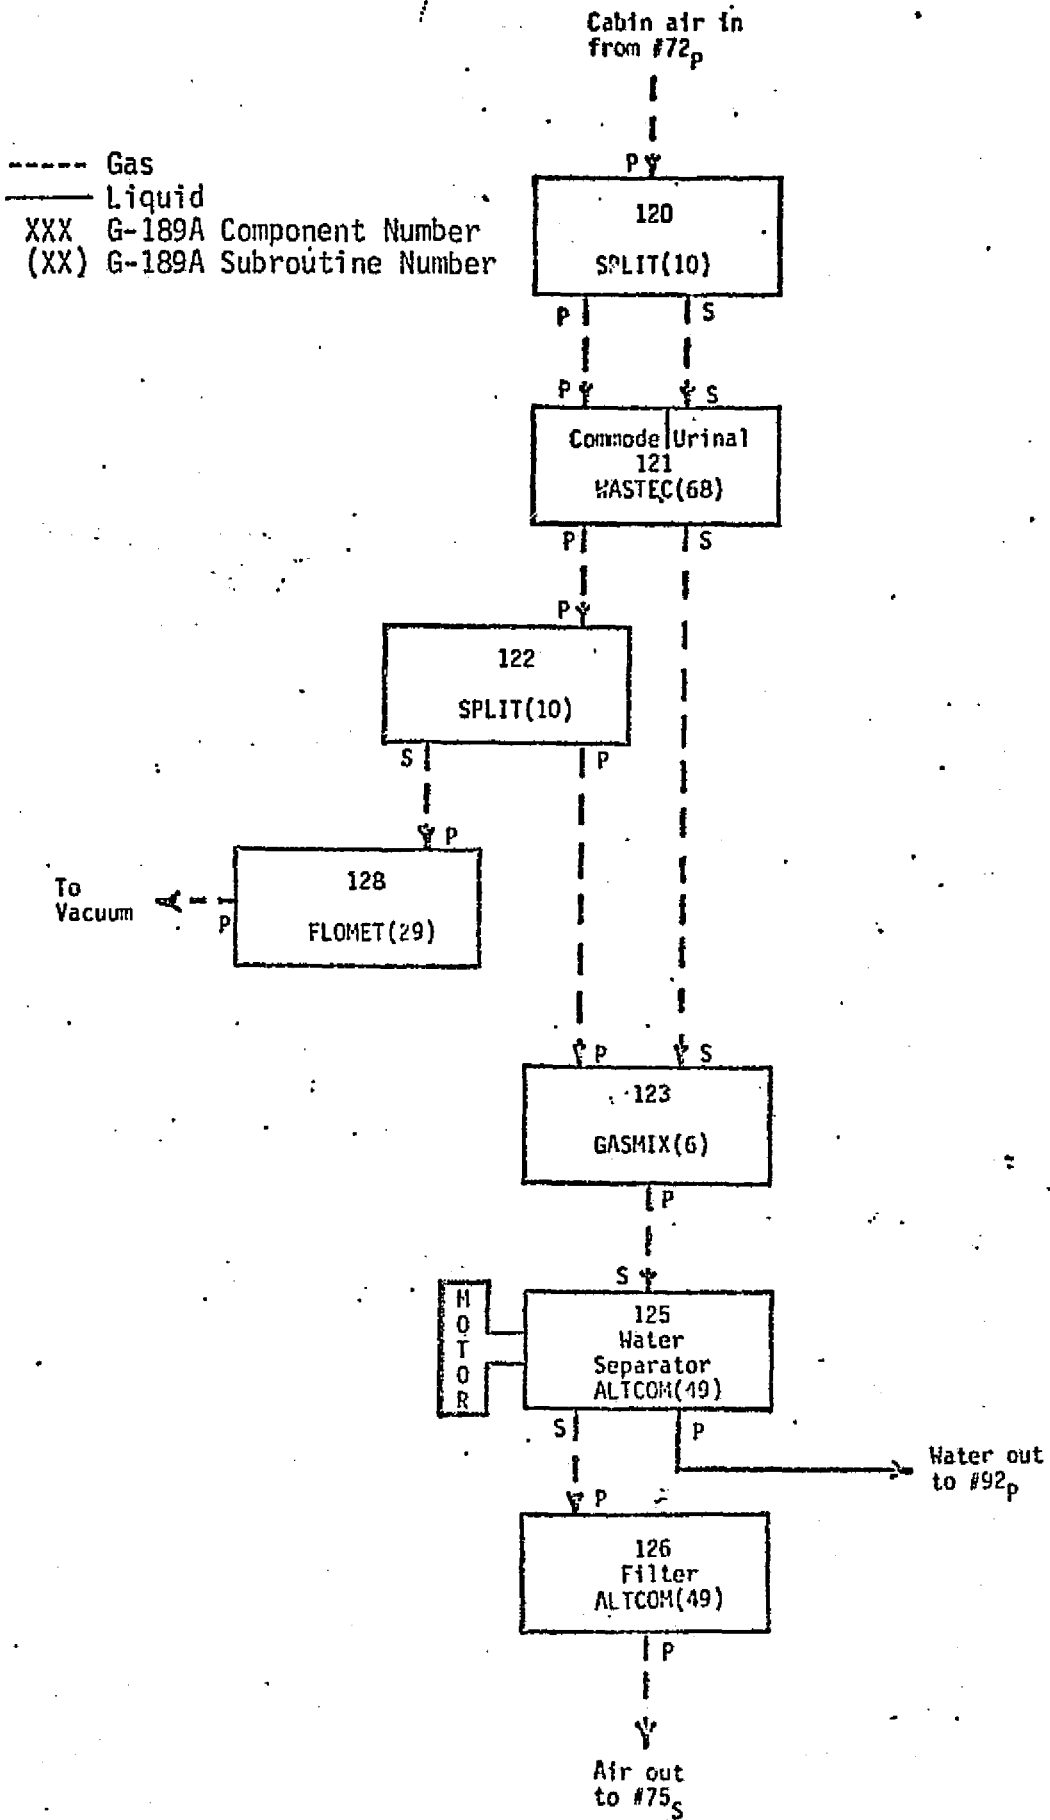 Cabin air in
from #72P
----- Gas
——— Liquid
XXX G-189A Component Number
(XX) G-189A Subroutine Number
P
120
SPLIT(10)
P S
P S
Commode Urinal
121
WASTEC(68)
P S
P
122
SPLIT(10)
S P
P
128
FLOMET(29)
To
Vacuum
P
P S
123
GASMIX(6)
P
S
MOTOR
125
Water
Separator
ALTCOM(49)
S P
Water out
to #92P
P
126
Filter
ALTCOM(49)
P
Air out
to #75S